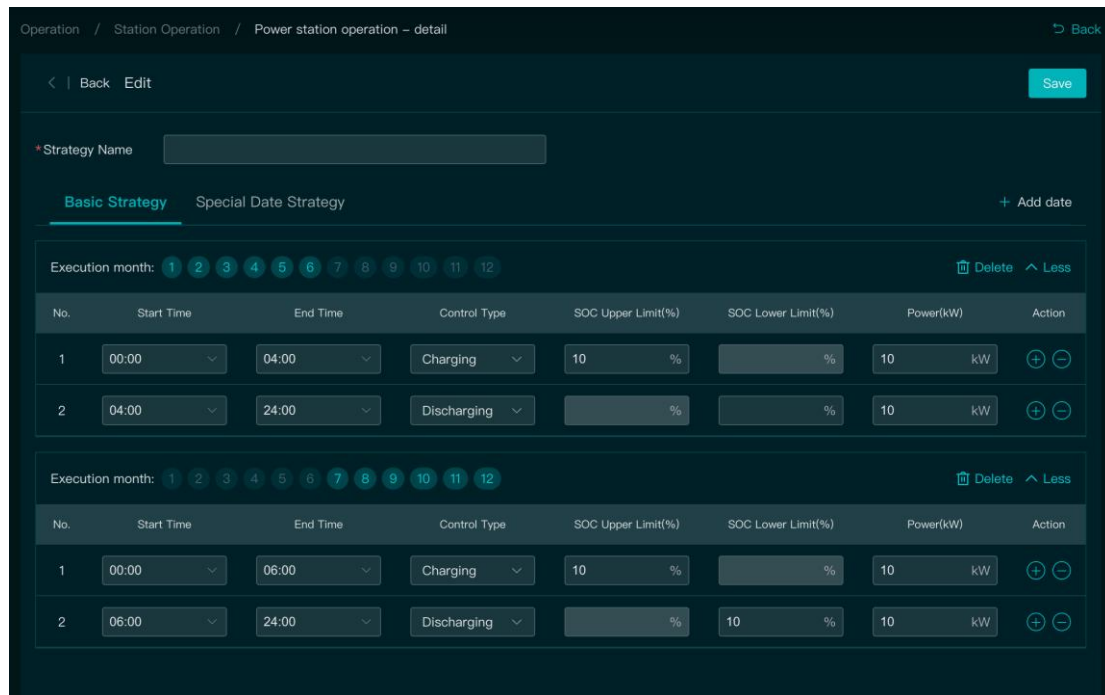 Operation / Station Operation / Power station operation – detail Back
Back Edit Save
*Strategy Name
Basic Strategy Special Date Strategy + Add date
Execution month: 1 2 3 4 5 6 7 8 9 10 11 12 Delete Less
No. Start Time End Time Control Type SOC Upper Limit(%) SOC Lower Limit(%) Power(kW) Action
1 00:00 04:00 Charging 10 % % 10 kW
2 04:00 24:00 Discharging % % 10 kW
Execution month: 1 2 3 4 5 6 7 8 9 10 11 12 Delete Less
No. Start Time End Time Control Type SOC Upper Limit(%) SOC Lower Limit(%) Power(kW) Action
1 00:00 06:00 Charging 10 % % 10 kW
2 06:00 24:00 Discharging % 10 % 10 kW